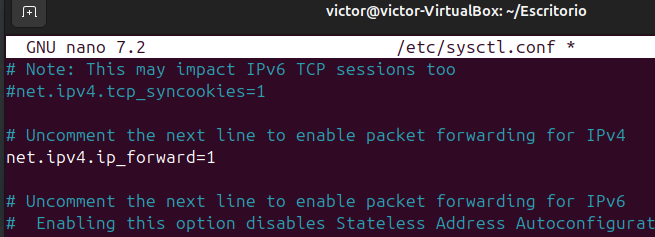 victor@victor-VirtualBox: ~/Escritorio
GNU nano 7.2 /etc/sysctl.conf *
# Note: This may impact IPv6 TCP sessions too
#net.ipv4.tcp_syncookies=1
# Uncomment the next line to enable packet forwarding for IPv4
net.ipv4.ip_forward=1
# Uncomment the next line to enable packet forwarding for IPv6
#  Enabling this option disables Stateless Address Autoconfigurat